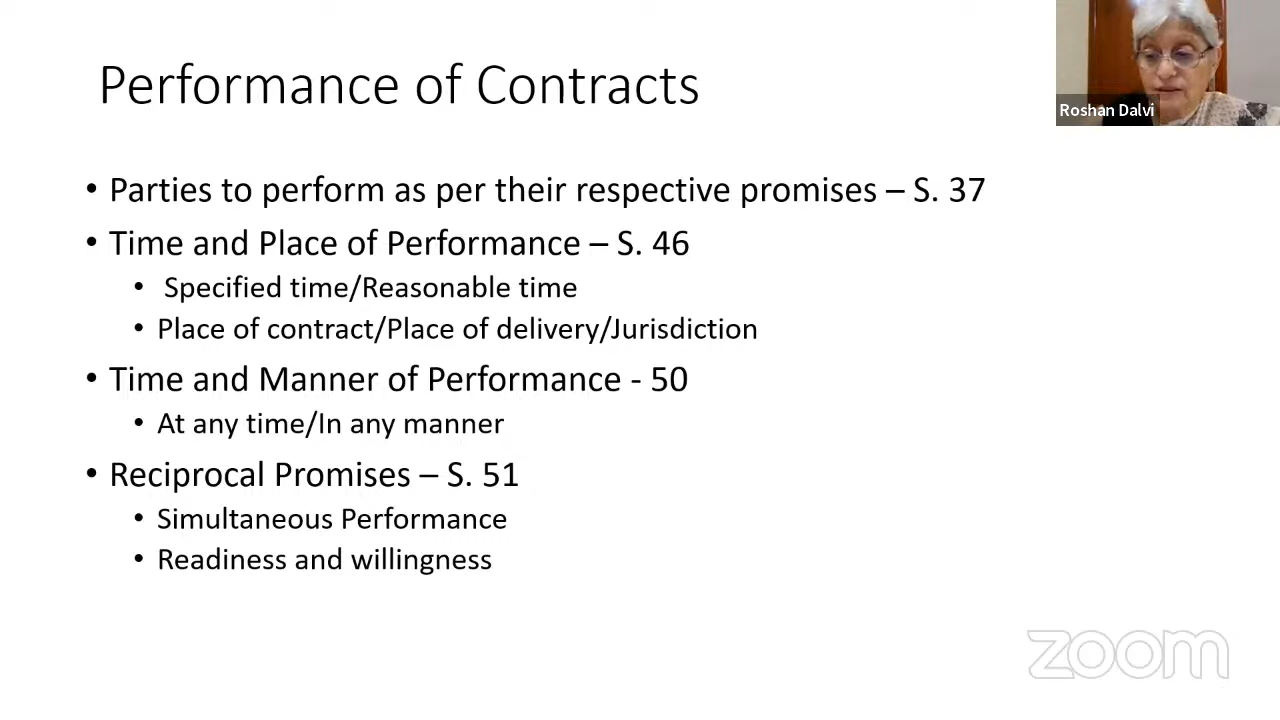 Performance of Contracts
Roshan Dalvi
• Parties to perform as per their respective promises – S. 37
• Time and Place of Performance – S. 46
• Specified time/Reasonable time
• Place of contract/Place of delivery/Jurisdiction
• Time and Manner of Performance - 50
• At any time/In any manner
• Reciprocal Promises – S. 51
• Simultaneous Performance
• Readiness and willingness
zoom